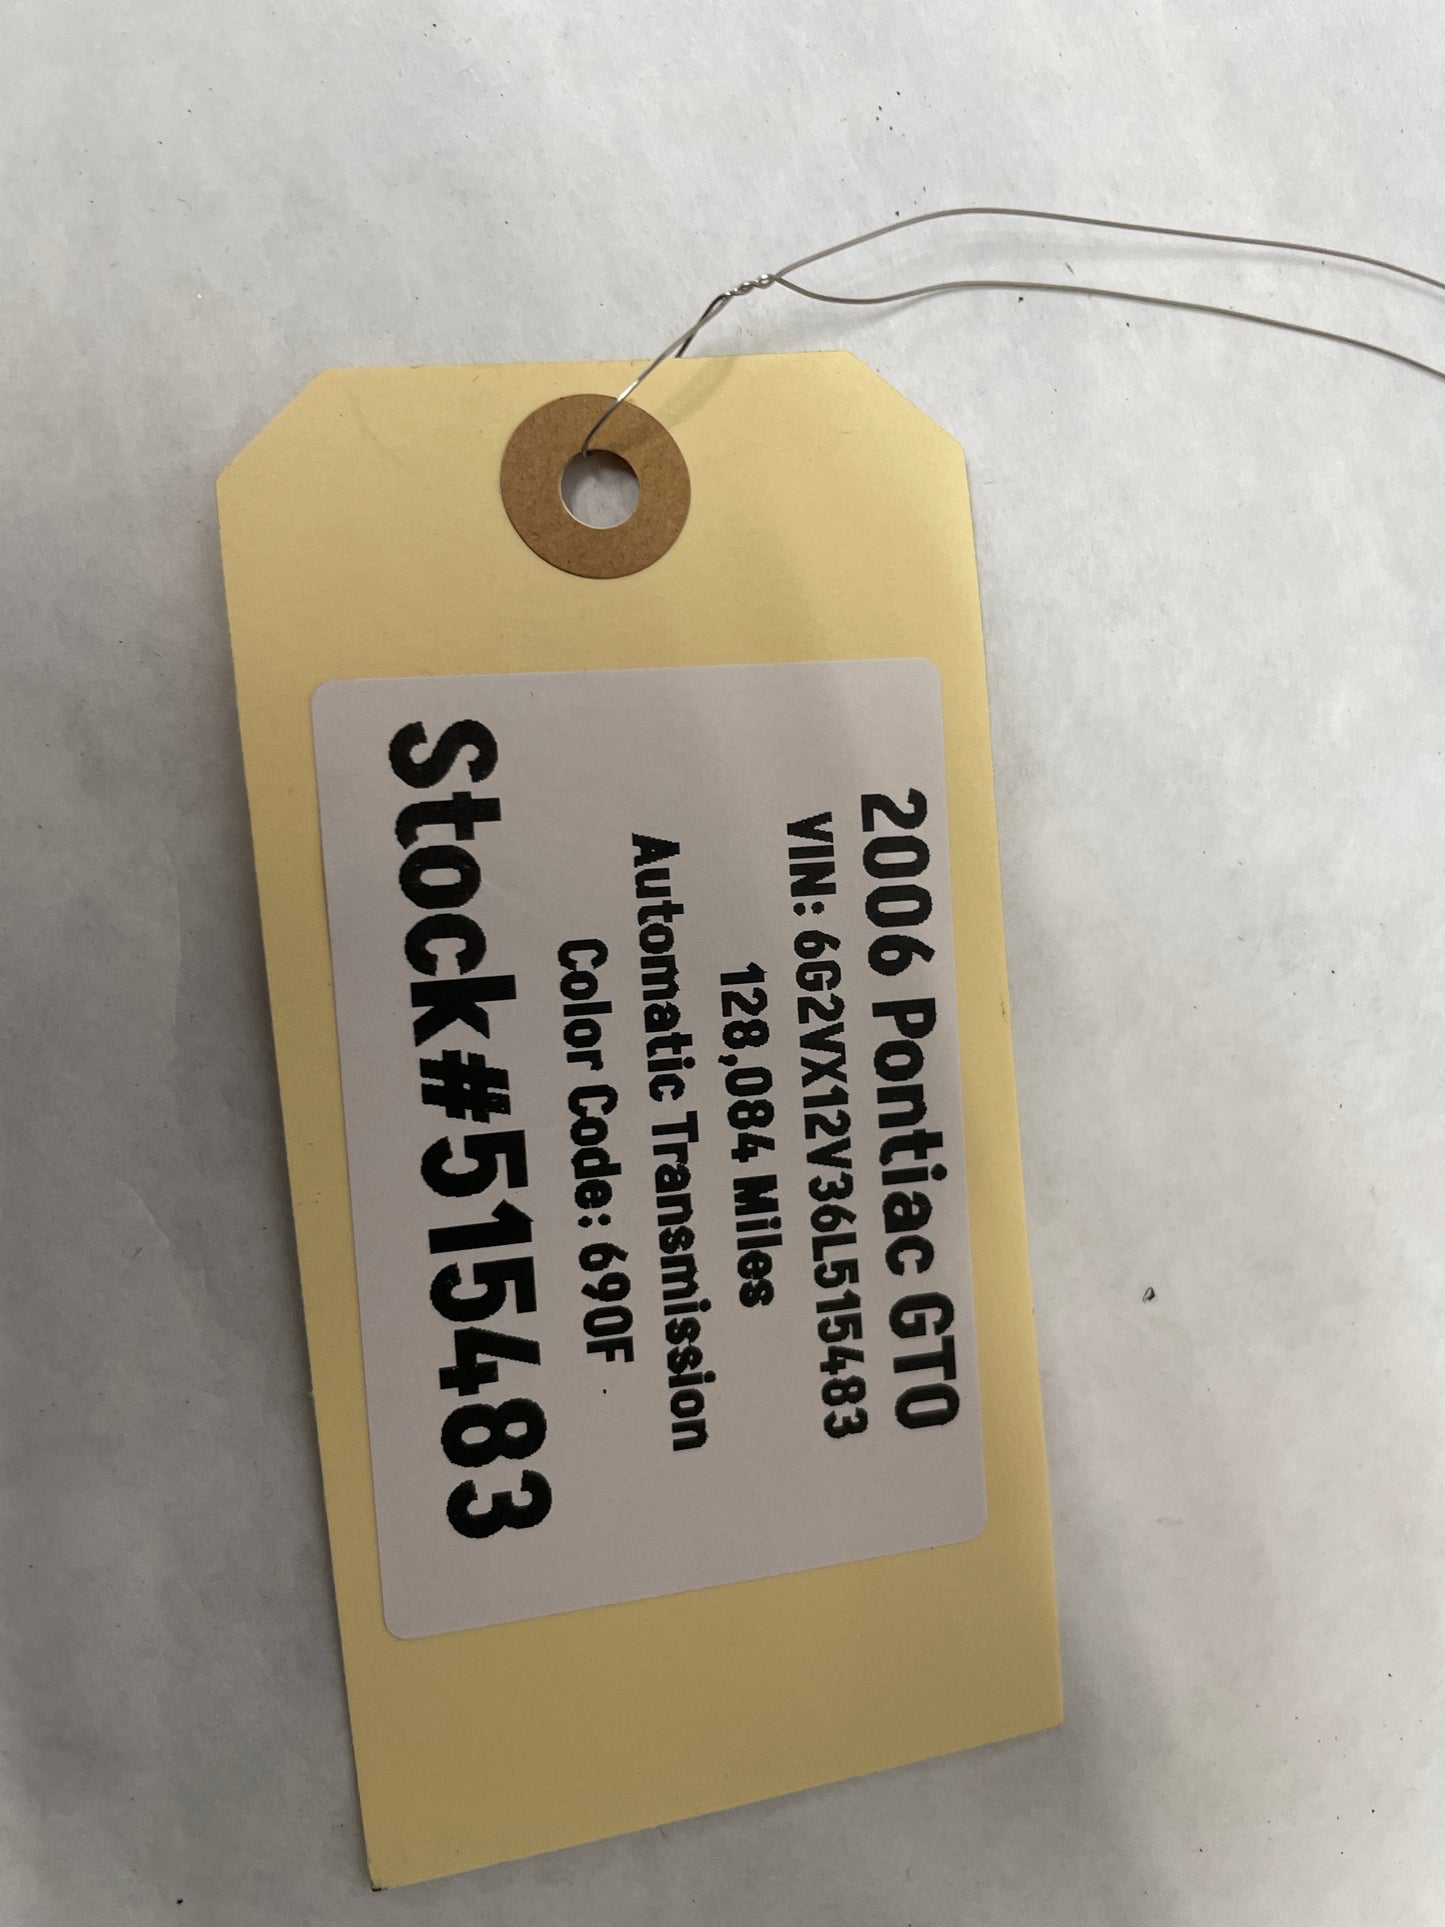 2006 Pontiac GTO
VIN: 6G2VX12V36L515483
128,084 Miles
Automatic Transmission
Color Code: 690F
Stock#515483